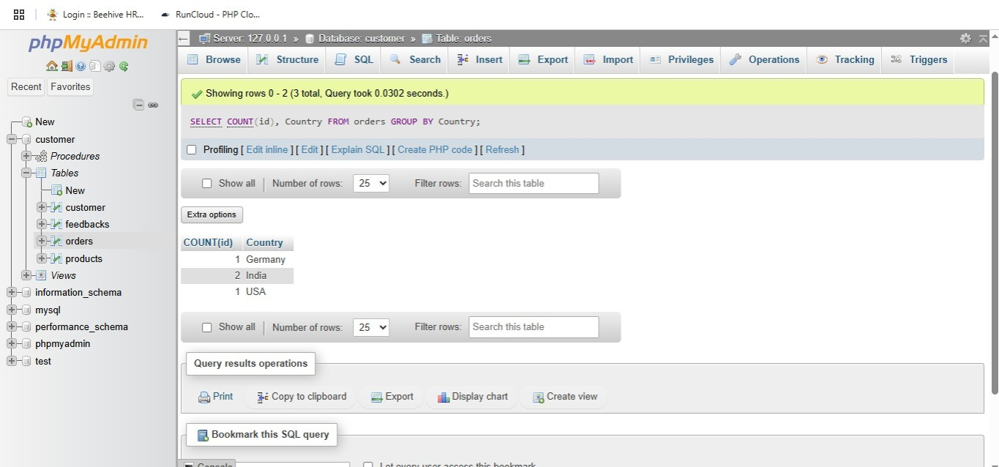 Login :: Beehive HR...
RunCloud - PHP Clo...
phpMyAdmin
Recent
Favorites
New
customer
Procedures
Tables
New
customer
feedbacks
orders
products
Views
information_schema
mysql
performance_schema
phpmyadmin
test
Server: 127.0.0.1 » Database: customer » Table: orders
Browse Structure SQL Search Insert Export Import Privileges Operations Tracking Triggers
Showing rows 0 - 2 (3 total, Query took 0.0302 seconds.)
SELECT COUNT(id), Country FROM orders GROUP BY Country;
Profiling [ Edit inline ] [ Edit ] [ Explain SQL ] [ Create PHP code ] [ Refresh ]
Show all Number of rows: 25 Filter rows: Search this table
Extra options
COUNT(id) Country
1 Germany
2 India
1 USA
Show all Number of rows: 25 Filter rows: Search this table
Query results operations
Print Copy to clipboard Export Display chart Create view
Bookmark this SQL query
Console
Let every user access this bookmark